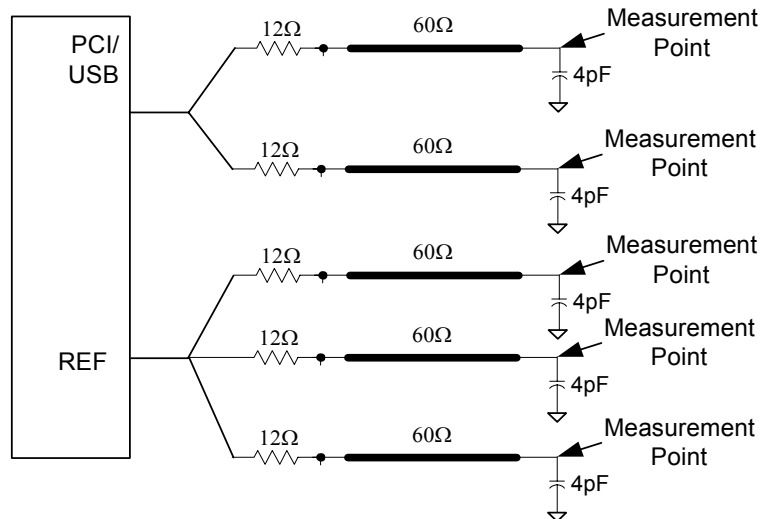 PCI/
USB
12Ω
60Ω
Measurement
Point
4pF
12Ω
60Ω
Measurement
Point
4pF
REF
12Ω
60Ω
Measurement
Point
4pF
12Ω
60Ω
Measurement
Point
4pF
12Ω
60Ω
Measurement
Point
4pF